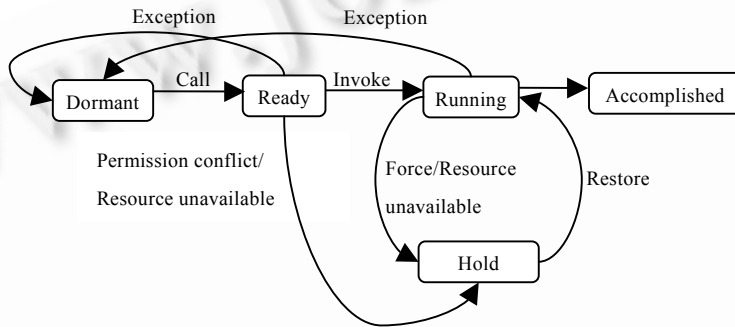 Exception
Exception
Dormant
Call
Ready
Invoke
Running
Accomplished
Permission conflict/
Resource unavailable
Force/Resource
unavailable
Restore
Hold